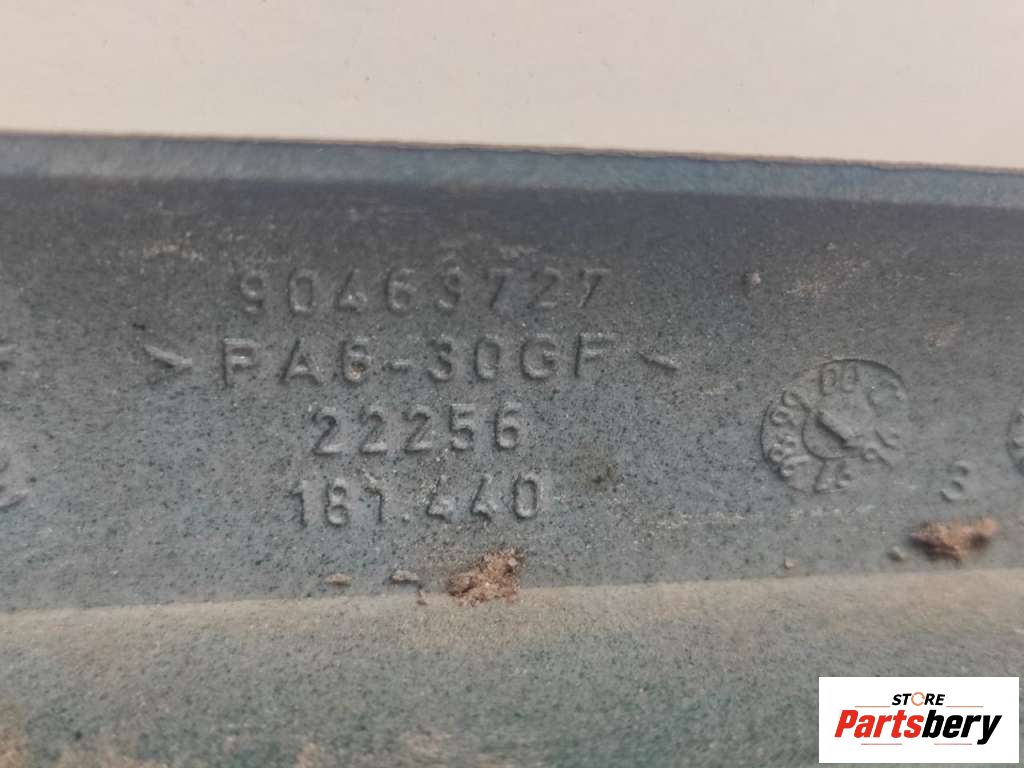 90463727
>PA6-30GF<
22256
181.440
3
STORE
Partsbery